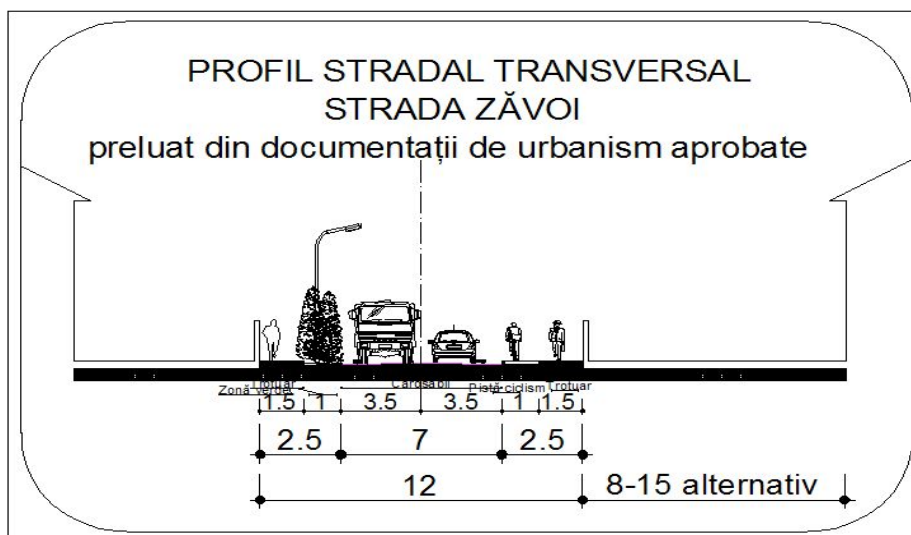 PROFIL STRADAL TRANSVERSAL
STRADA ZĂVOI
preluat din documentații de urbanism aprobate
Trotuar Carosabil Pistă ciclism Trotuar
Zonă verde
1.5 1 3.5 3.5 1 1.5
2.5 7 2.5
12 8-15 alternativ